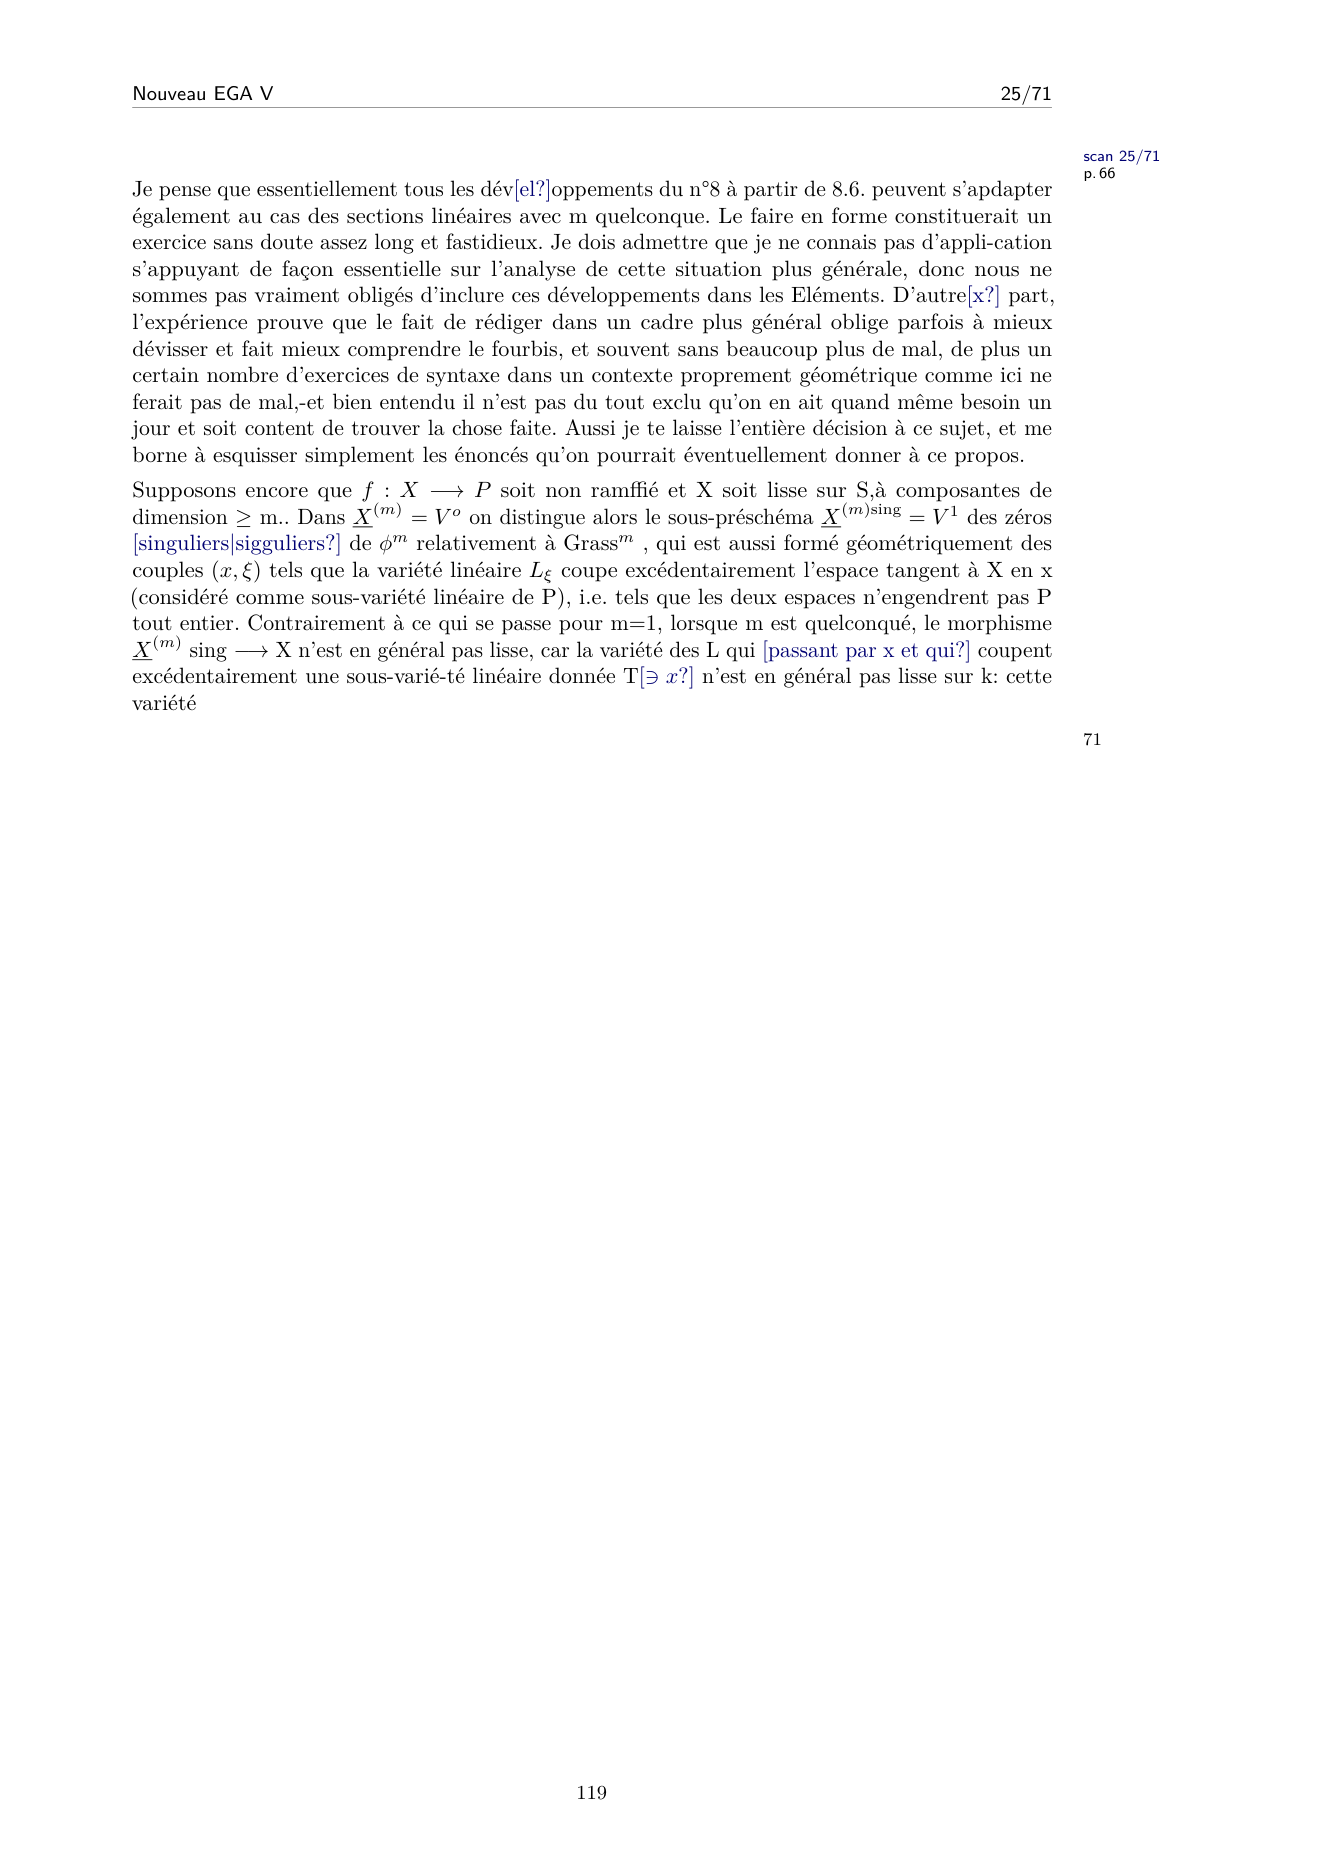 Nouveau EGA V 25/71
scan 25/71
p. 66
Je pense que essentiellement tous les dév[el?]oppements du n°8 à partir de 8.6. peuvent s'apdapter
également au cas des sections linéaires avec m quelconque. Le faire en forme constituerait un
exercice sans doute assez long et fastidieux. Je dois admettre que je ne connais pas d'appli-cation
s'appuyant de façon essentielle sur l'analyse de cette situation plus générale, donc nous ne
sommes pas vraiment obligés d'inclure ces développements dans les Eléments. D'autre[x?] part,
l'expérience prouve que le fait de rédiger dans un cadre plus général oblige parfois à mieux
dévisser et fait mieux comprendre le fourbis, et souvent sans beaucoup plus de mal, de plus un
certain nombre d'exercices de syntaxe dans un contexte proprement géométrique comme ici ne
ferait pas de mal,-et bien entendu il n'est pas du tout exclu qu'on en ait quand même besoin un
jour et soit content de trouver la chose faite. Aussi je te laisse l'entière décision à ce sujet, et me
borne à esquisser simplement les énoncés qu'on pourrait éventuellement donner à ce propos.
Supposons encore que f : X ⟶ P soit non ramffié et X soit lisse sur S,à composantes de
dimension ≥ m.. Dans X^(m) = V^o on distingue alors le sous-préschéma X^(m)sing = V^1 des zéros
[singuliers|sigguliers?] de ϕ^m relativement à Grass^m , qui est aussi formé géométriquement des
couples (x, ξ) tels que la variété linéaire L_ξ coupe excédentairement l'espace tangent à X en x
(considéré comme sous-variété linéaire de P), i.e. tels que les deux espaces n'engendrent pas P
tout entier. Contrairement à ce qui se passe pour m=1, lorsque m est quelconqué, le morphisme
X^(m) sing ⟶ X n'est en général pas lisse, car la variété des L qui [passant par x et qui?] coupent
excédentairement une sous-varié-té linéaire donnée T[∋ x?] n'est en général pas lisse sur k: cette
variété
71
119